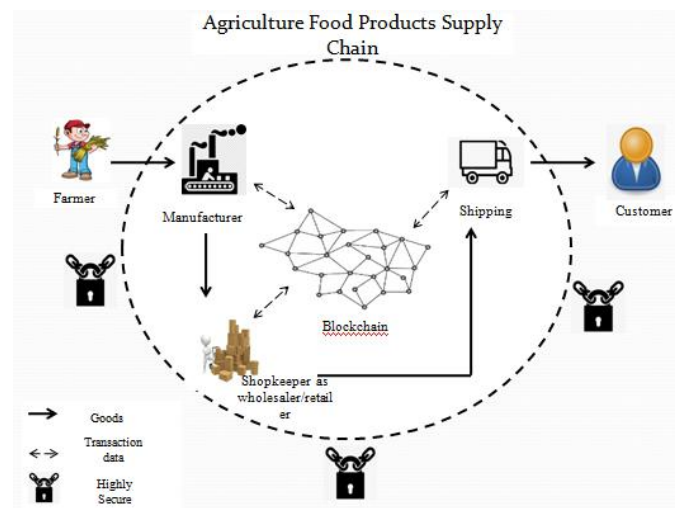 Agriculture Food Products Supply
Chain
Farmer
Manufacturer
Shipping
Customer
Blockchain
Shopkeeper as
wholesaler/retail
er
Goods
Transaction
data
Highly
Secure